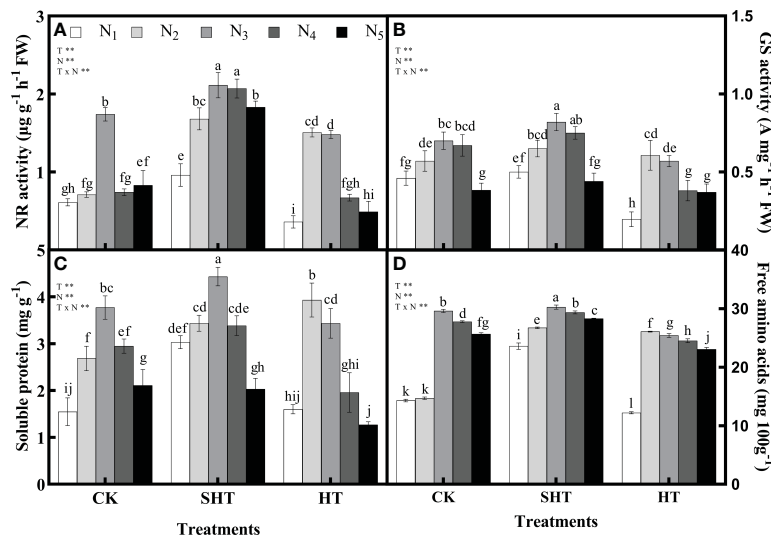 A N1 N2 N3 N4 N5
T **
N **
T x N **
NR activity (µg g-1 h-1 FW)
3
2
1
5
gh fg b fg ef
e bc a a b
i cd d fgh hi
B
T **
N **
T x N **
GS activity (A mg-1 h-1 FW)
1.5
1.0
0.5
40
fg de bc bcd g
ef bcd a ab fg
h cd de g g
C
T **
N **
T x N **
Soluble protein (mg g-1)
4
3
2
1
0
ij f bc ef g
def cd a cde gh
hij b cd ghi j
CK SHT HT
Treatments
D
T **
N **
T x N **
Free amino acids (mg 100g-1)
30
20
10
0
k k b d fg
i e a b c
l f g h j
CK SHT HT
Treatments